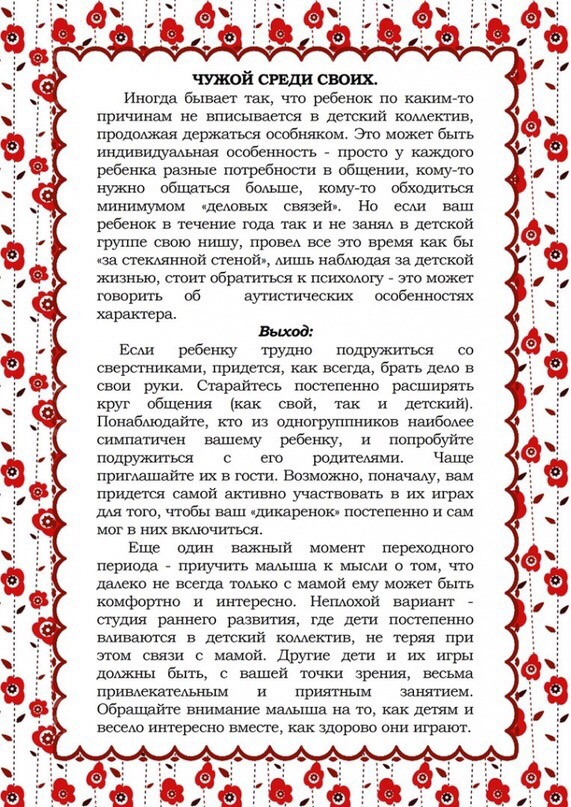 ЧУЖОЙ СРЕДИ СВОИХ.
Иногда бывает так, что ребенок по каким-то
причинам не вписывается в детский коллектив,
продолжая держаться особняком. Это может быть
индивидуальная особенность - просто у каждого
ребенка разные потребности в общении, кому-то
нужно общаться больше, кому-то обходиться
минимумом «деловых связей». Но если ваш
ребенок в течение года так и не занял в детской
группе свою нишу, провел все это время как бы
«за стеклянной стеной», лишь наблюдая за детской
жизнью, стоит обратиться к психологу - это может
говорить об аутистических особенностях
характера.
Выход:
Если ребенку трудно подружиться со
сверстниками, придется, как всегда, брать дело в
свои руки. Старайтесь постепенно расширять
круг общения (как свой, так и детский).
Понаблюдайте, кто из одногруппников наиболее
симпатичен вашему ребенку, и попробуйте
подружиться с его родителями. Чаще
приглашайте их в гости. Возможно, поначалу, вам
придется самой активно участвовать в их играх
для того, чтобы ваш «дикаренок» постепенно и сам
мог в них включиться.
Еще один важный момент переходного
периода - приучить малыша к мысли о том, что
далеко не всегда только с мамой ему может быть
комфортно и интересно. Неплохой вариант -
студия раннего развития, где дети постепенно
вливаются в детский коллектив, не теряя при
этом связи с мамой. Другие дети и их игры
должны быть, с вашей точки зрения, весьма
привлекательным и приятным занятием.
Обращайте внимание малыша на то, как детям и
весело интересно вместе, как здорово они играют.